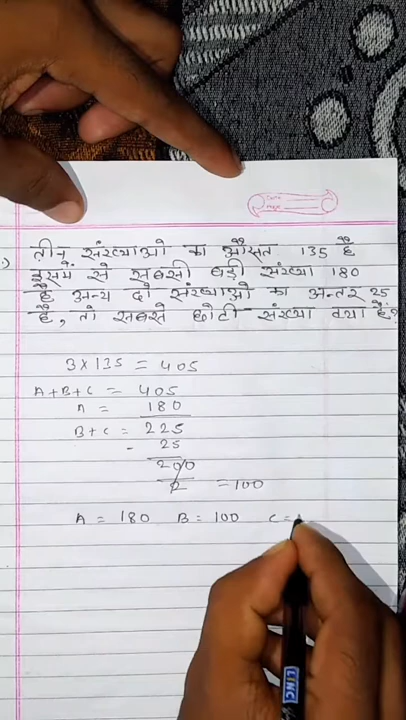 तीन संख्याओ का औसत 135 है
इसमे से सबसी बड़ी संख्या 180
है अन्य दो संख्याओ का अन्तर 25
है, तो सबसे छोटी संख्या क्या है?
3 × 135 = 405
A + B + C = 405
A = 180
B + C = 225
- 25
200
2 = 100
A = 180 B = 100 C =
LINC